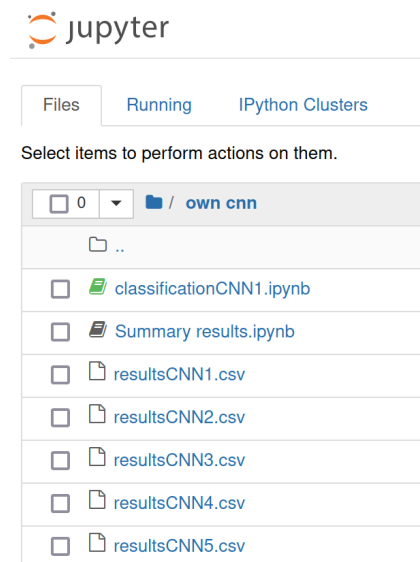 jupyter
Files Running IPython Clusters
Select items to perform actions on them.
0 / own cnn
..
classificationCNN1.ipynb
Summary results.ipynb
resultsCNN1.csv
resultsCNN2.csv
resultsCNN3.csv
resultsCNN4.csv
resultsCNN5.csv